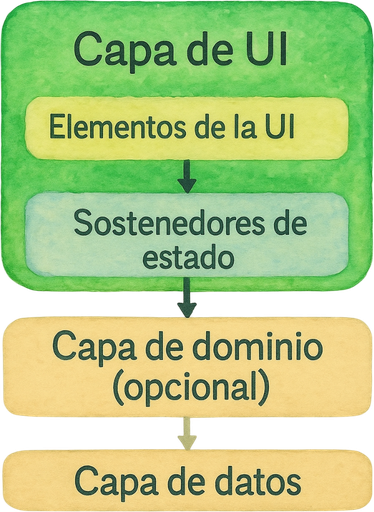 Capa de UI
Elementos de la UI
Sostenedores de
estado
Capa de dominio
(opcional)
Capa de datos